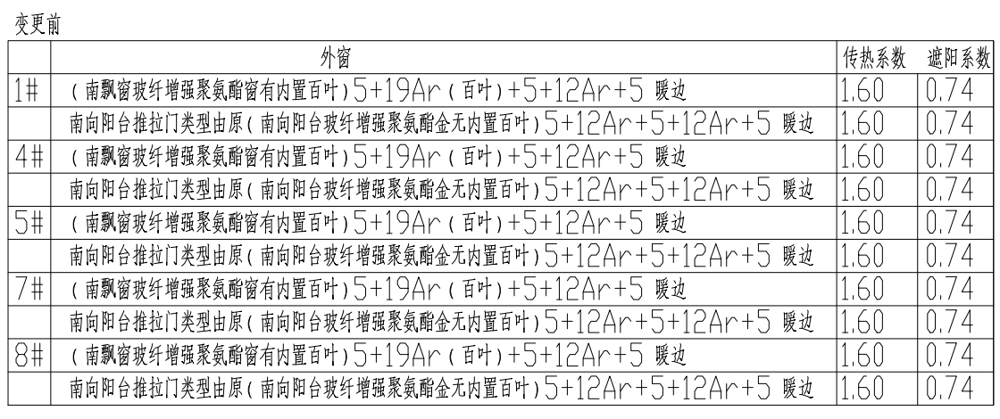 变更前
外窗 传热系数 遮阳系数
1# （南飘窗玻纤增强聚氨酯窗有内置百叶）5+19Ar（百叶）+5+12Ar+5 暖边 1.60 0.74
南向阳台推拉门类型由原（南向阳台玻纤增强聚氨酯金无内置百叶）5+12Ar+5+12Ar+5 暖边 1.60 0.74
4# （南飘窗玻纤增强聚氨酯窗有内置百叶）5+19Ar（百叶）+5+12Ar+5 暖边 1.60 0.74
南向阳台推拉门类型由原（南向阳台玻纤增强聚氨酯金无内置百叶）5+12Ar+5+12Ar+5 暖边 1.60 0.74
5# （南飘窗玻纤增强聚氨酯窗有内置百叶）5+19Ar（百叶）+5+12Ar+5 暖边 1.60 0.74
南向阳台推拉门类型由原（南向阳台玻纤增强聚氨酯金无内置百叶）5+12Ar+5+12Ar+5 暖边 1.60 0.74
7# （南飘窗玻纤增强聚氨酯窗有内置百叶）5+19Ar（百叶）+5+12Ar+5 暖边 1.60 0.74
南向阳台推拉门类型由原（南向阳台玻纤增强聚氨酯金无内置百叶）5+12Ar+5+12Ar+5 暖边 1.60 0.74
8# （南飘窗玻纤增强聚氨酯窗有内置百叶）5+19Ar（百叶）+5+12Ar+5 暖边 1.60 0.74
南向阳台推拉门类型由原（南向阳台玻纤增强聚氨酯金无内置百叶）5+12Ar+5+12Ar+5 暖边 1.60 0.74